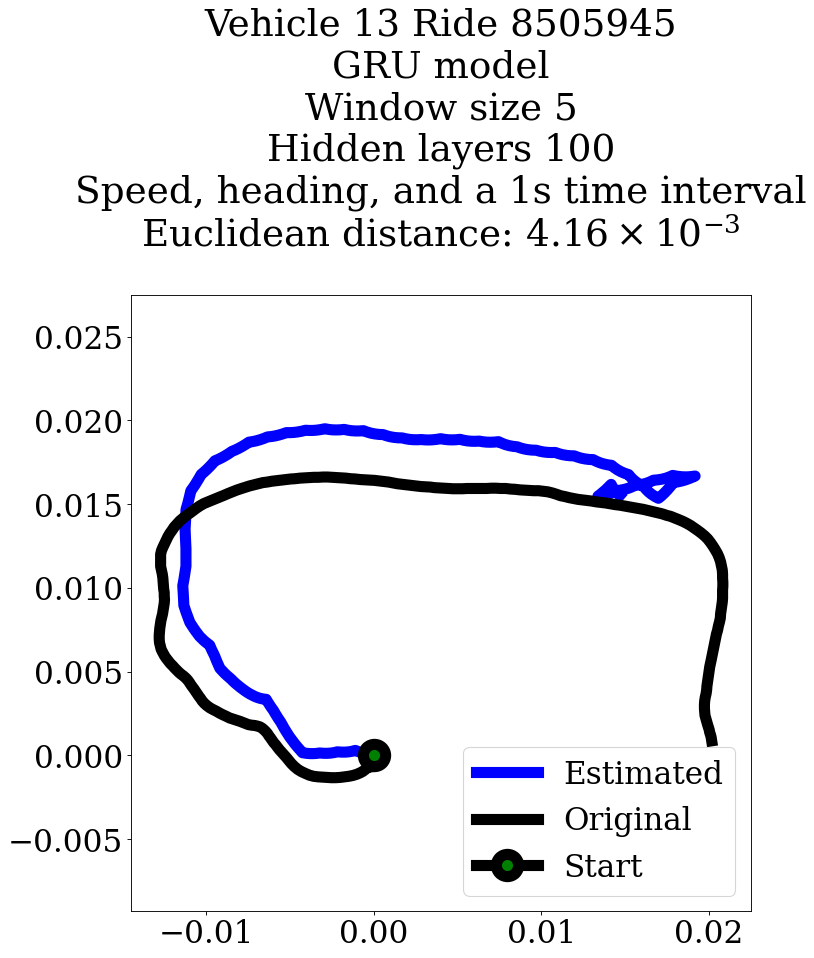 Vehicle 13 Ride 8505945
GRU model
Window size 5
Hidden layers 100
Speed, heading, and a 1s time interval
Euclidean distance: 4.16 × 10⁻³
0.025
0.020
0.015
0.010
0.005
0.000
−0.005
Estimated
Original
Start
−0.01
0.00
0.01
0.02